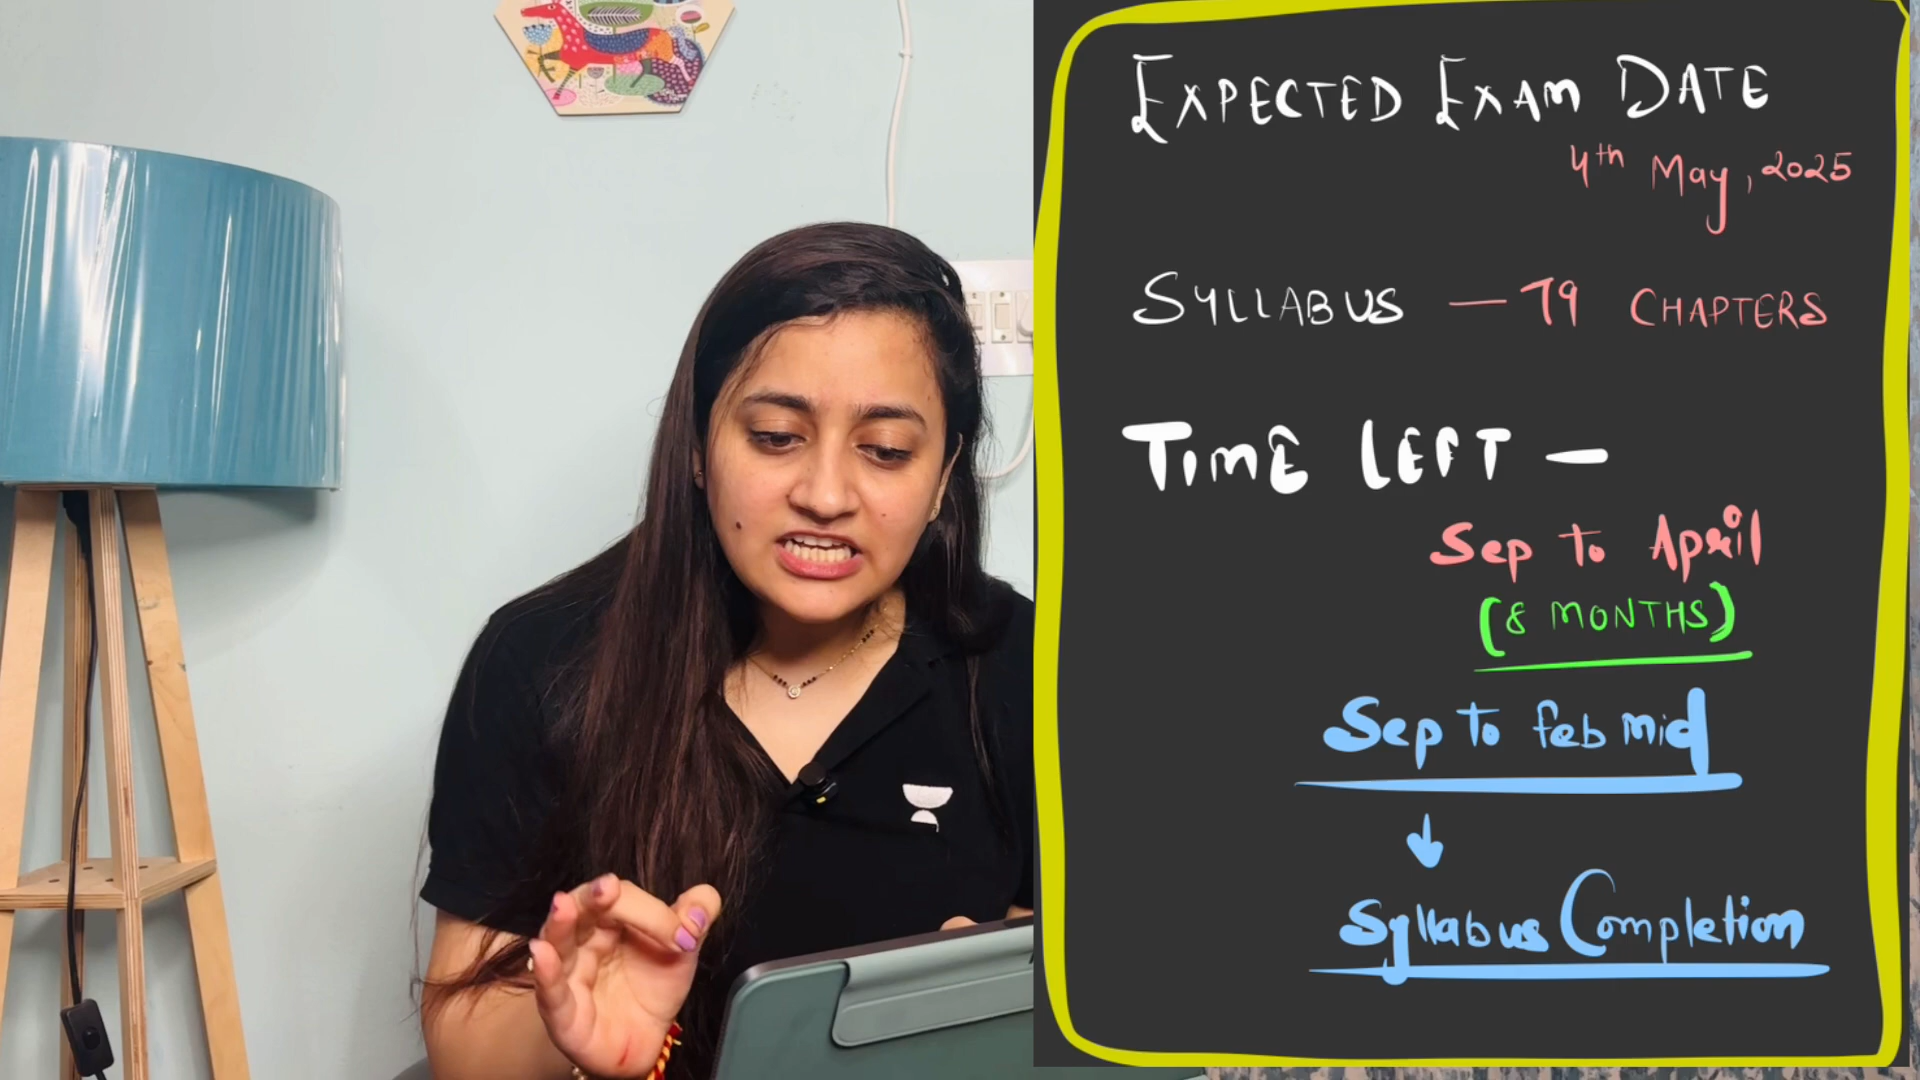 EXPECTED EXAM DATE
4th May, 2025
SYLLABUS - 79 CHAPTERS
TIME LEFT -
Sep to April
(8 MONTHS)
Sep to feb mid
Syllabus Completion